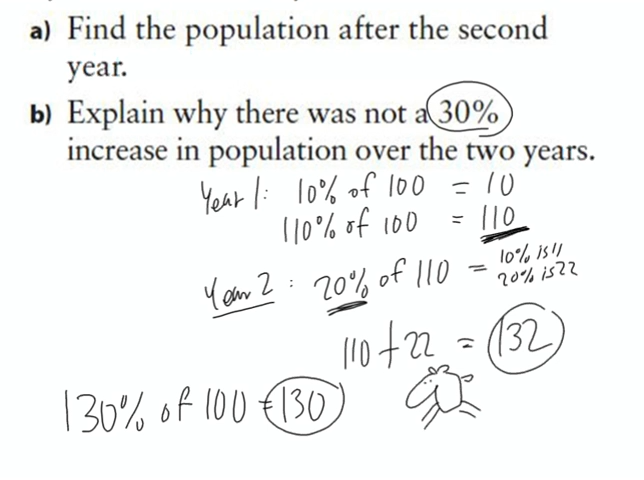 a) Find the population after the second
year.
b) Explain why there was not a 30%
increase in population over the two years.
Year 1: 10% of 100 = 10
110% of 100 = 110
Year 2: 20% of 110 = 10% is 11
20% is 22
110 + 22 = 132
130% of 100 = 130